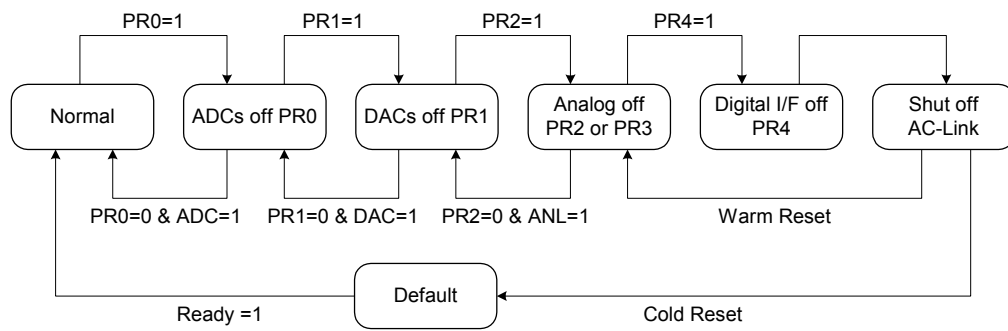 PR0=1
PR1=1
PR2=1
PR4=1
Normal
ADCs off PR0
DACs off PR1
Analog off
PR2 or PR3
Digital I/F off
PR4
Shut off
AC-Link
PR0=0 & ADC=1
PR1=0 & DAC=1
PR2=0 & ANL=1
Warm Reset
Default
Ready =1
Cold Reset